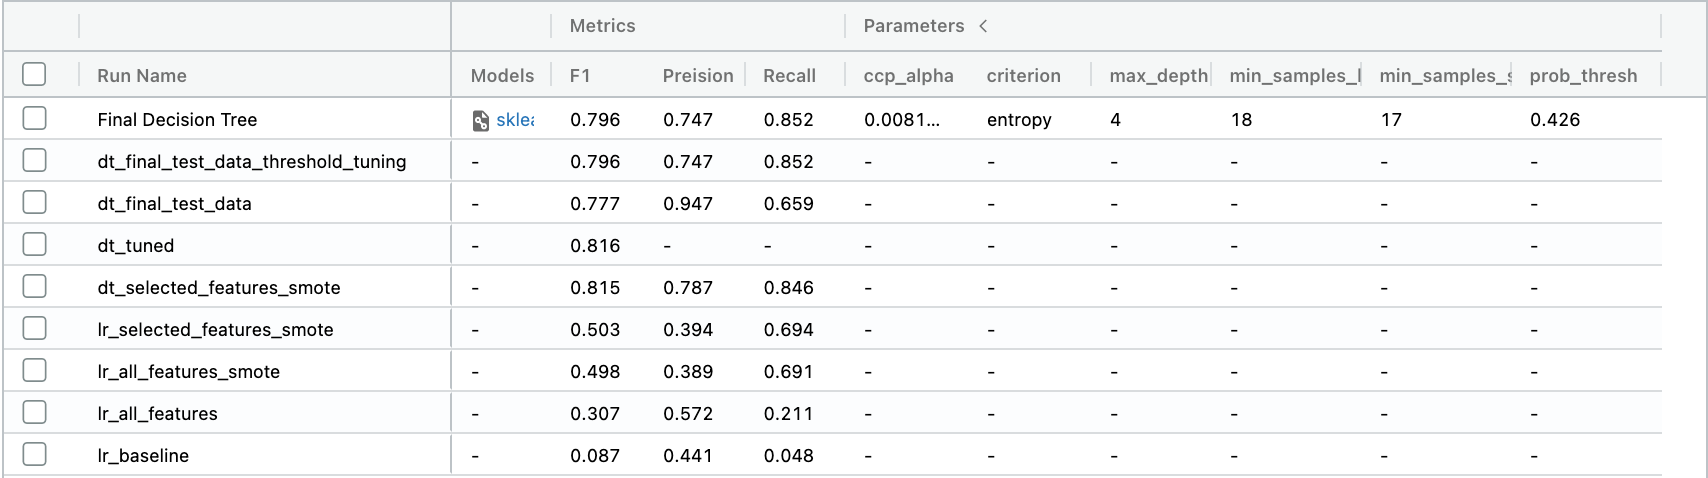 Metrics Parameters <
Run Name Models F1 Preision Recall ccp_alpha criterion max_depth min_samples_l min_samples_s prob_thresh
Final Decision Tree sklea 0.796 0.747 0.852 0.0081... entropy 4 18 17 0.426
dt_final_test_data_threshold_tuning - 0.796 0.747 0.852 - - - - - -
dt_final_test_data - 0.777 0.947 0.659 - - - - - -
dt_tuned - 0.816 - - - - - - - -
dt_selected_features_smote - 0.815 0.787 0.846 - - - - - -
lr_selected_features_smote - 0.503 0.394 0.694 - - - - - -
lr_all_features_smote - 0.498 0.389 0.691 - - - - - -
lr_all_features - 0.307 0.572 0.211 - - - - - -
lr_baseline - 0.087 0.441 0.048 - - - - - -